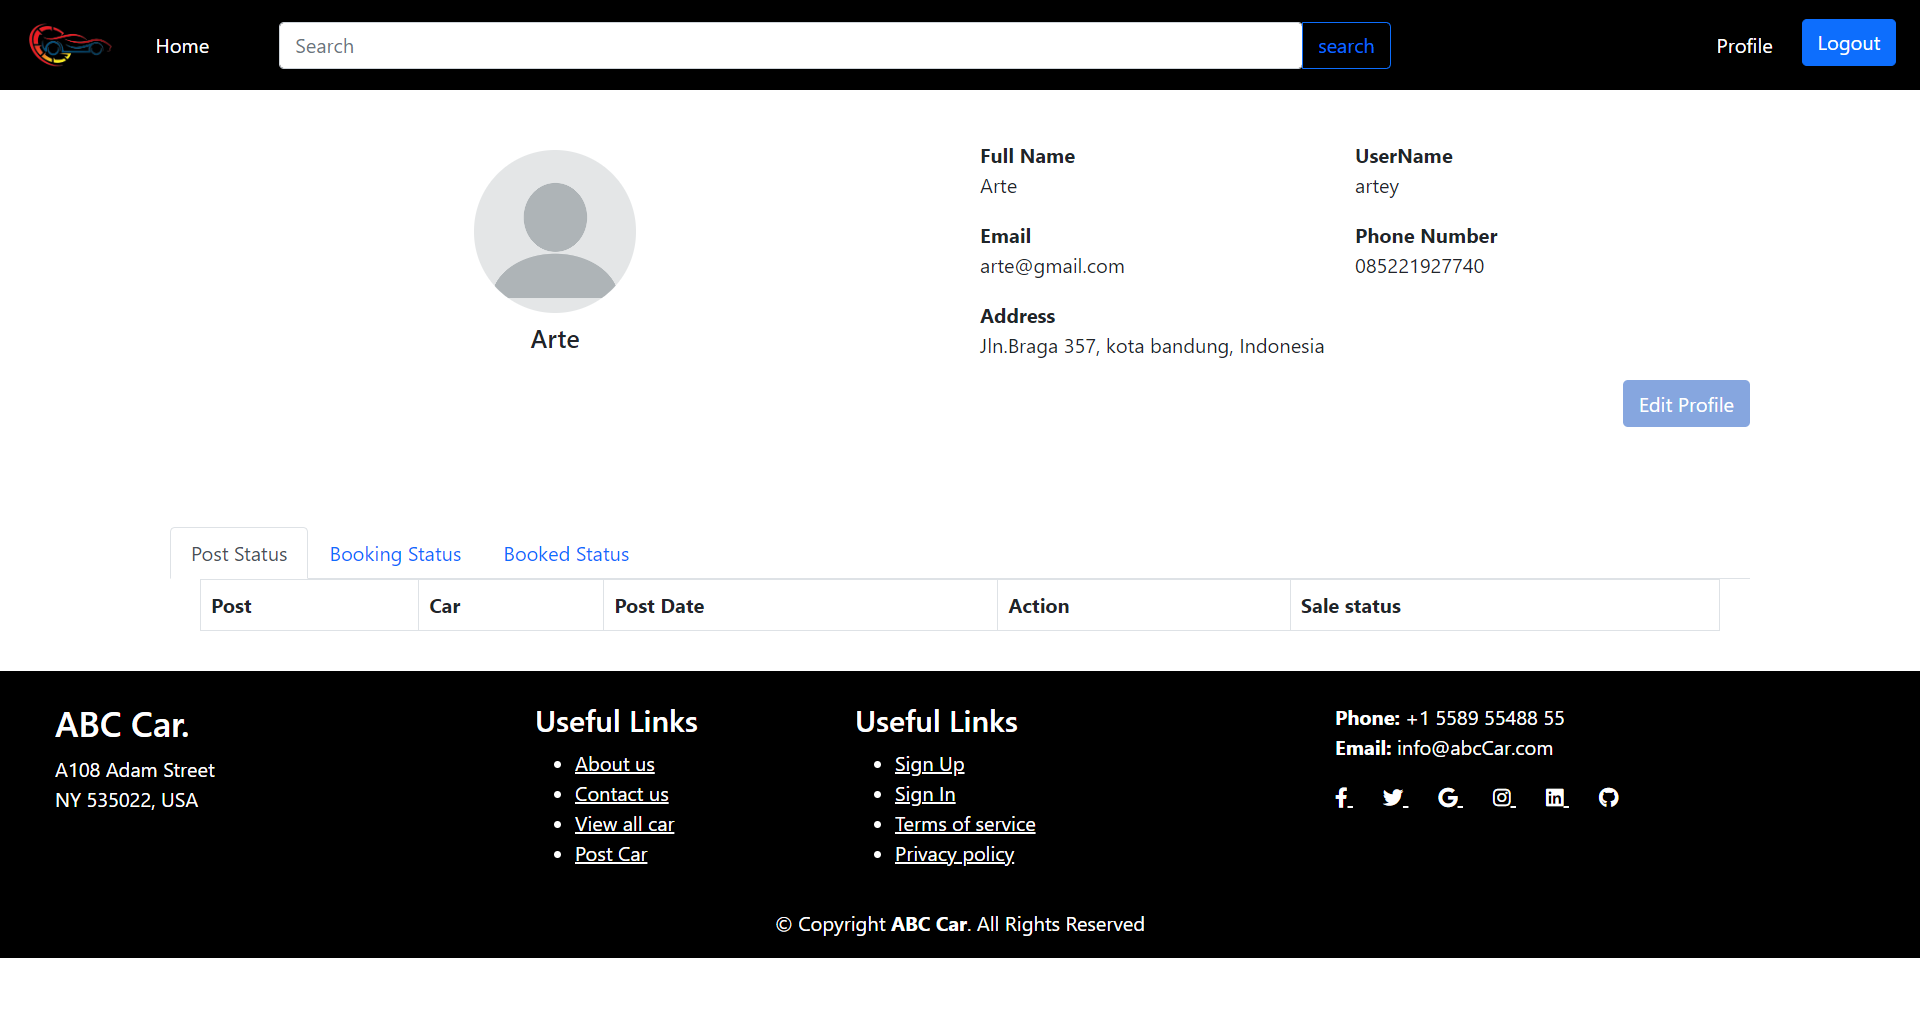 Home
Search
search
Profile
Logout
Arte
Full Name
Arte
UserName
artey
Email
arte@gmail.com
Phone Number
085221927740
Address
Jln.Braga 357, kota bandung, Indonesia
Edit Profile
Post Status
Booking Status
Booked Status
Post
Car
Post Date
Action
Sale status
ABC Car.
A108 Adam Street
NY 535022, USA
Useful Links
About us
Contact us
View all car
Post Car
Useful Links
Sign Up
Sign In
Terms of service
Privacy policy
Phone: +1 5589 55488 55
Email: info@abcCar.com
© Copyright ABC Car. All Rights Reserved